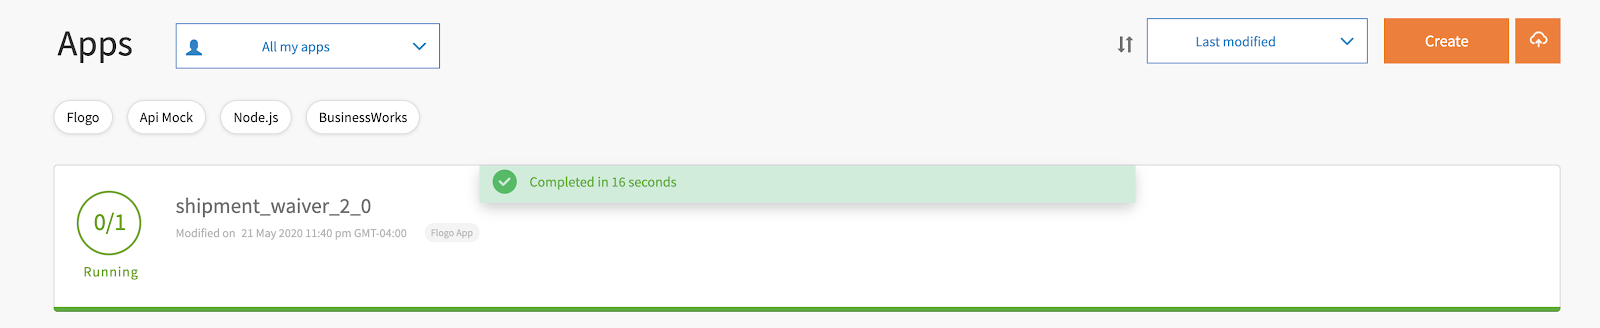 Apps
All my apps
Last modified
Create
Flogo
Api Mock
Node.js
BusinessWorks
Completed in 16 seconds
0/1
Running
shipment_waiver_2_0
Modified on 21 May 2020 11:40 pm GMT-04:00
Flogo App